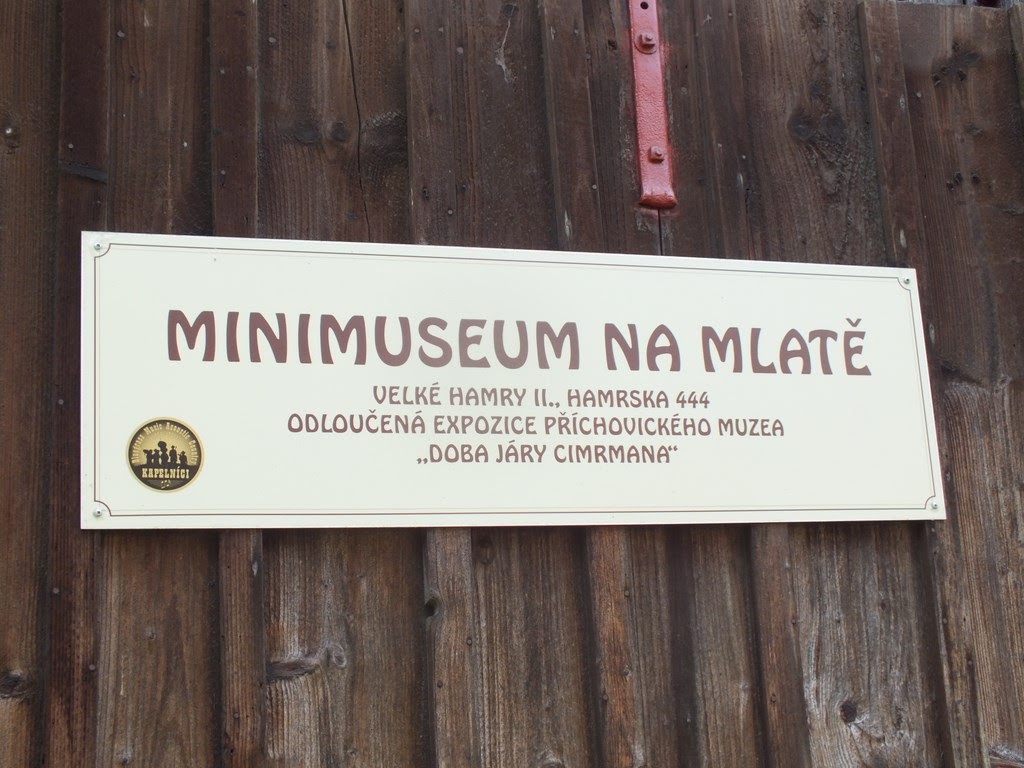 MINIMUSEUM NA MLATĚ
VELKÉ HAMRY II., HAMRSKA 444
ODLOUČENÁ EXPOZICE PŘÍCHOVICKÉHO MUZEA
„DOBA JÁRY CIMRMANA“
KAPELNÍCI